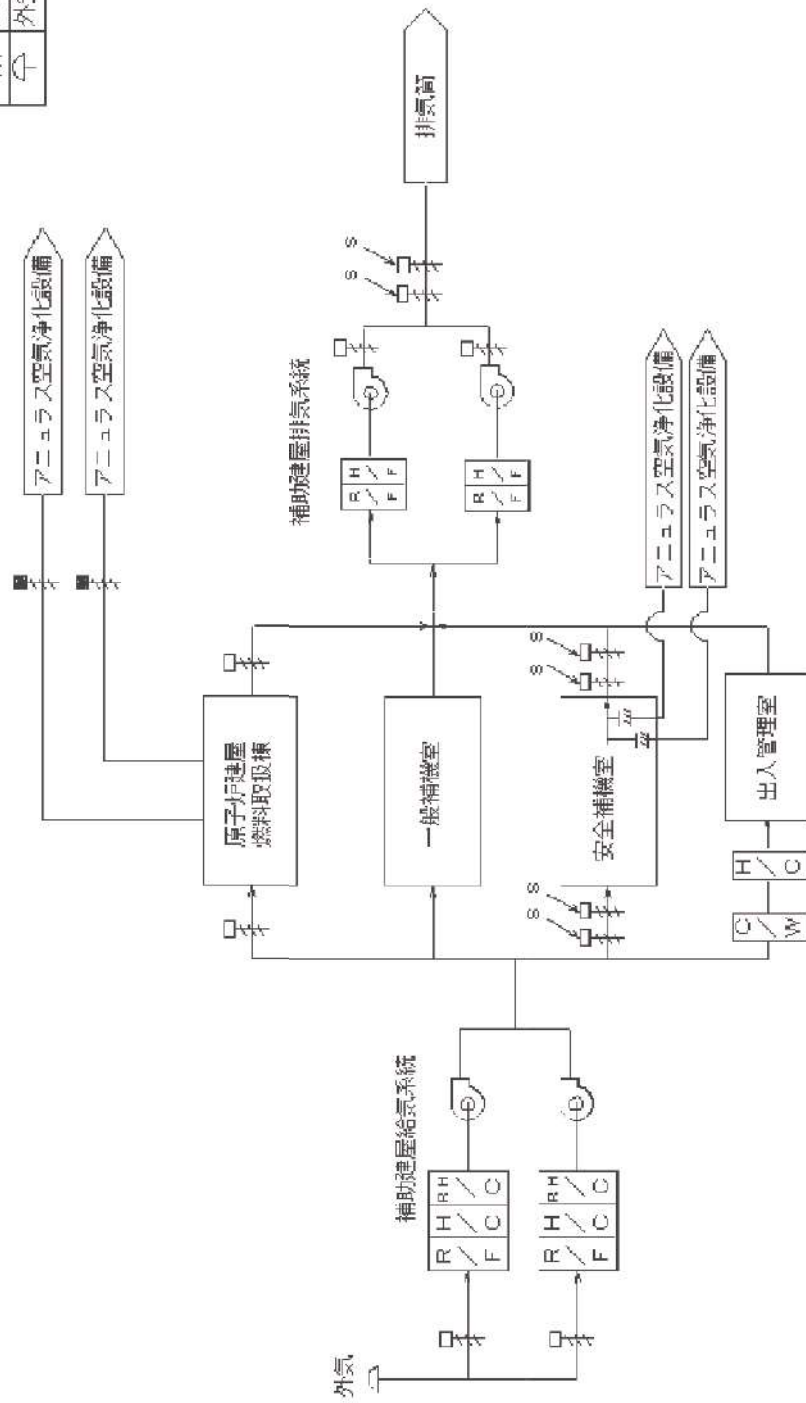 外
アニュラス空気浄化設備
アニュラス空気浄化設備
排気筒
S
S
補助建屋排気系統
R/F
H/F
R/F
H/F
原子炉建屋
燃料取扱棟
一般補機室
S
S
安全補機室
S
S
アニュラス空気浄化設備
アニュラス空気浄化設備
出入管理室
H/C
C/W
補助建屋給気系統
R/F
H/C
RH/C
R/F
H/C
RH/C
外気